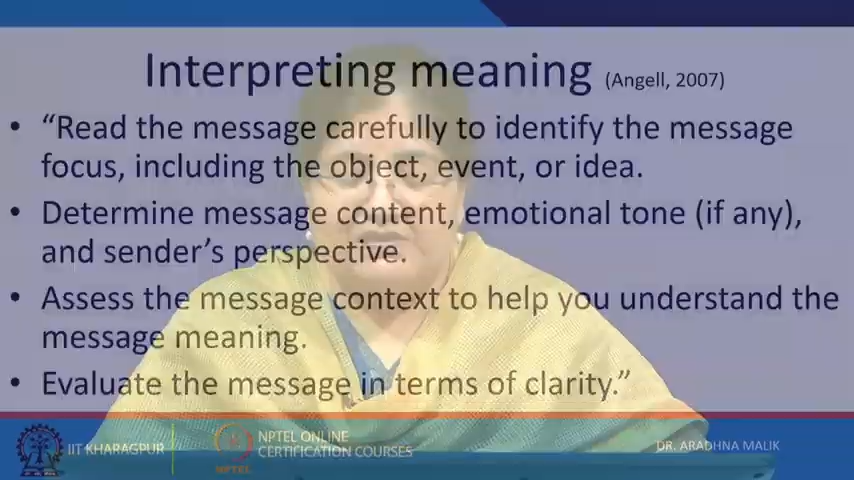 Interpreting meaning (Angell, 2007)
• “Read the message carefully to identify the message
focus, including the object, event, or idea.
• Determine message content, emotional tone (if any),
and sender’s perspective.
• Assess the message context to help you understand the
message meaning.
• Evaluate the message in terms of clarity.”
IIT KHARAGPUR
NPTEL
NPTEL ONLINE
CERTIFICATION COURSES
DR. ARADHNA MALIK